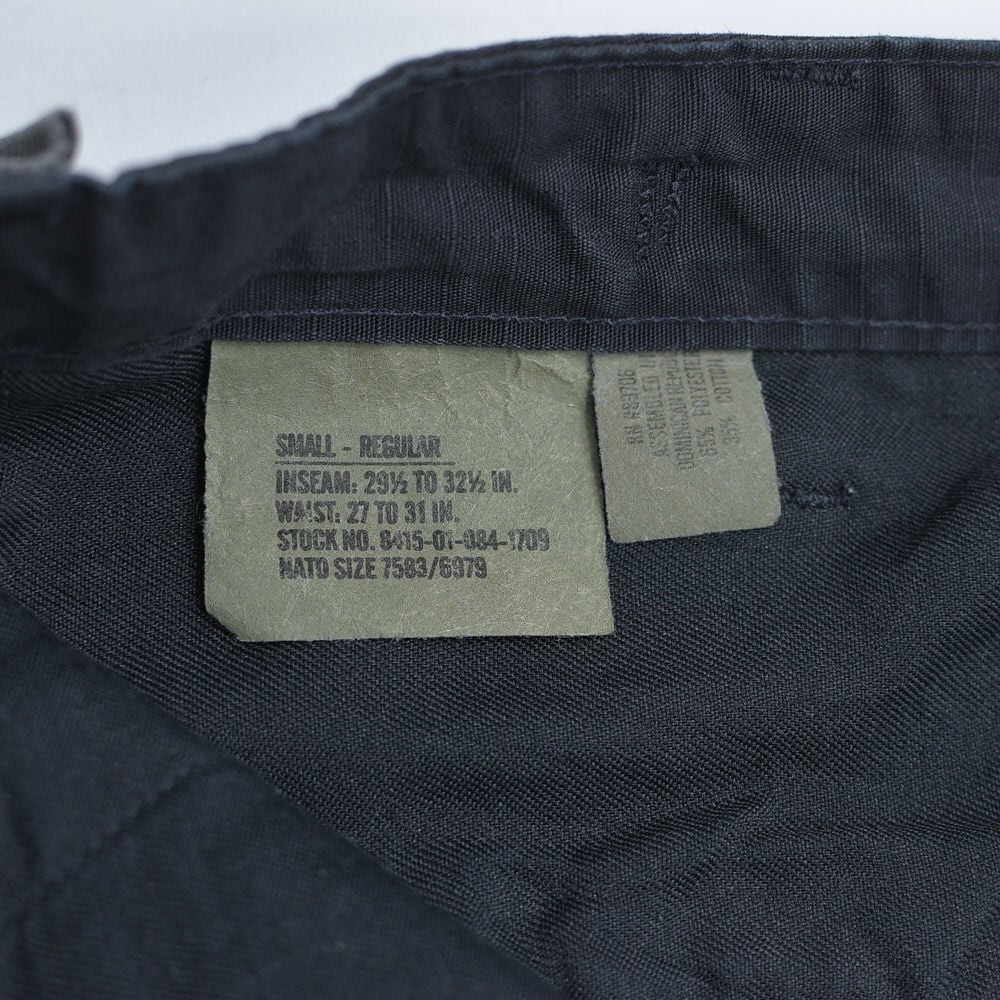 SMALL - REGULAR
INSEAM: 29½ TO 32½ IN.
WAIST: 27 TO 31 IN.
STOCK NO. 8415-01-084-1709
NATO SIZE 7583/6979
ASSEMBLED IN
DOMINICAN REPUBLIC
65% POLYESTER
35% COTTON